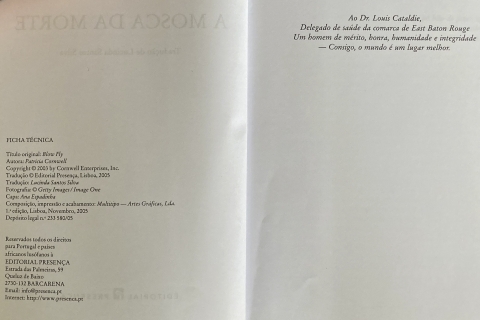 FICHA TÉCNICA
Título original: Blow Fly
Autora: Patricia Cornwell
Copyright © 2003 by Cornwell Enterprises, Inc.
Tradução © Editorial Presença, Lisboa, 2005
Tradução: Lucinda Santos Silva
Fotografia: © Getty Images / Image One
Capa: Ana Espadinha
Composição, impressão e acabamento: Multitipo — Artes Gráficas, Lda.
1.ª edição, Lisboa, Novembro, 2005
Depósito legal n.º 233 580/05
Reservados todos os direitos
para Portugal e países
africanos lusófonos à
EDITORIAL PRESENÇA
Estrada das Palmeiras, 59
Queluz de Baixo
2730-132 BARCARENA
Email: info@presenca.pt
Internet: http://www.presenca.pt
Ao Dr. Louis Cataldie,
Delegado de saúde da comarca de East Baton Rouge
Um homem de mérito, honra, humanidade e integridade
— Consigo, o mundo é um lugar melhor.
A MOSCA DA MORTE